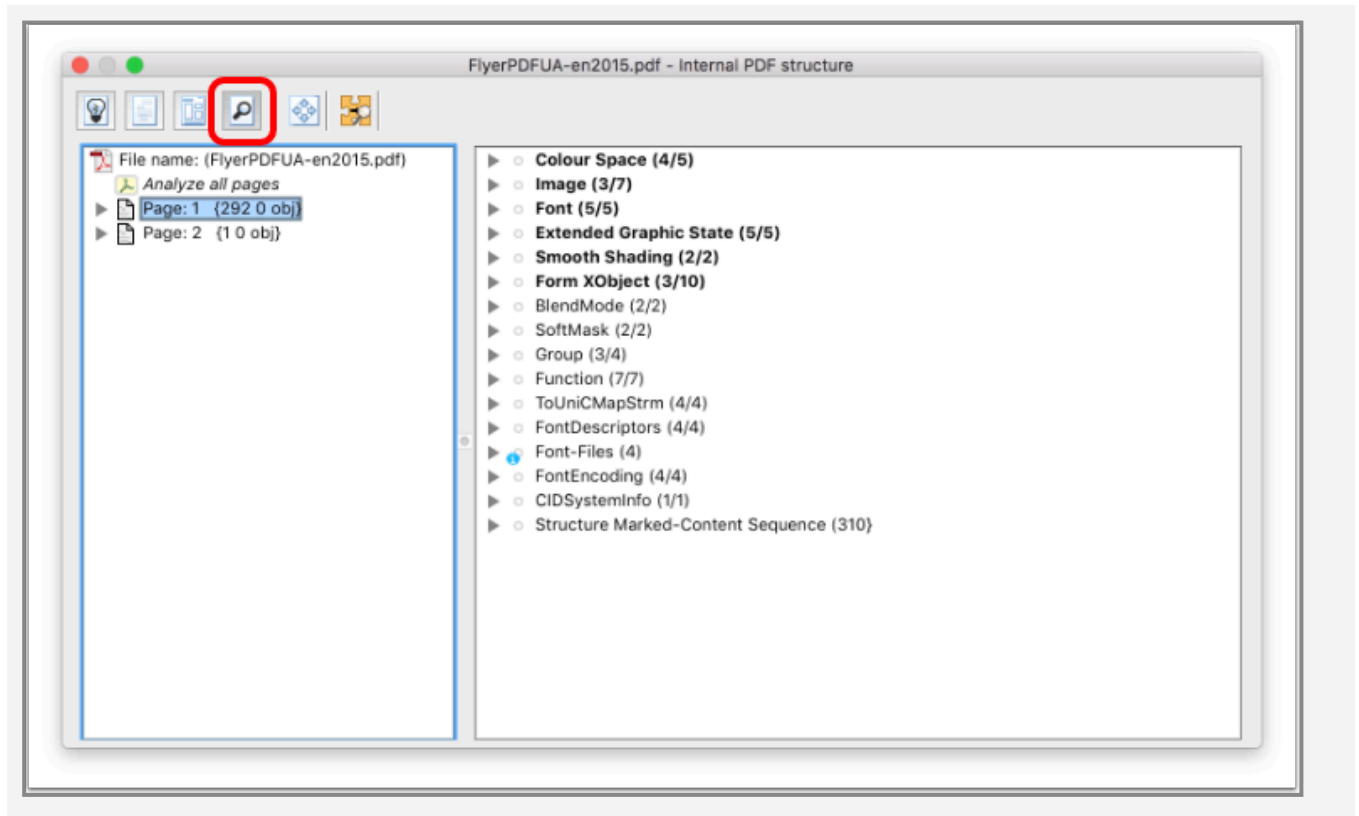 FlyerPDFUA-en2015.pdf - Internal PDF structure
File name: (FlyerPDFUA-en2015.pdf)
Analyze all pages
Page: 1 {292 0 obj}
Page: 2 {1 0 obj}
Colour Space (4/5)
Image (3/7)
Font (5/5)
Extended Graphic State (5/5)
Smooth Shading (2/2)
Form XObject (3/10)
BlendMode (2/2)
SoftMask (2/2)
Group (3/4)
Function (7/7)
ToUniCMapStrm (4/4)
FontDescriptors (4/4)
Font-Files (4)
FontEncoding (4/4)
CIDSystemInfo (1/1)
Structure Marked-Content Sequence (310}